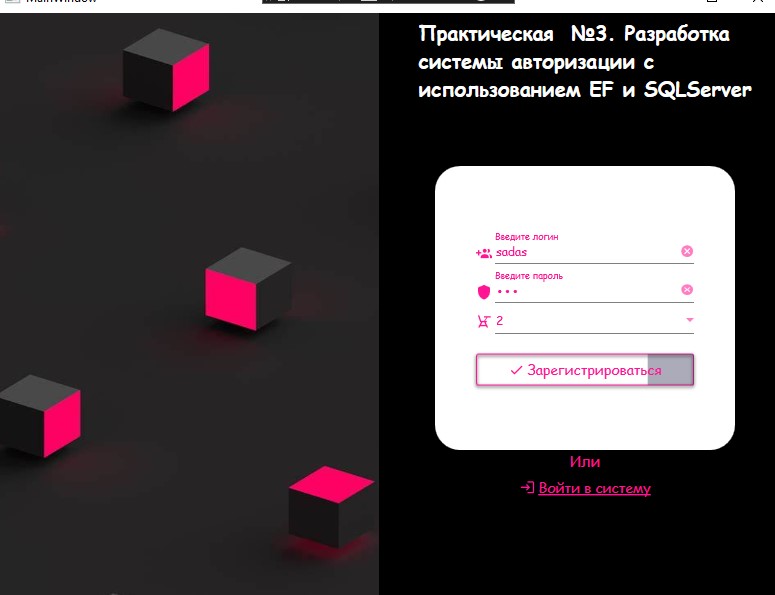 MainWindow
Практическая №3. Разработка
системы авторизации с
использованием EF и SQLServer
Введите логин
sadas
Введите пароль
•••
2
Зарегистрироваться
Или
Войти в систему